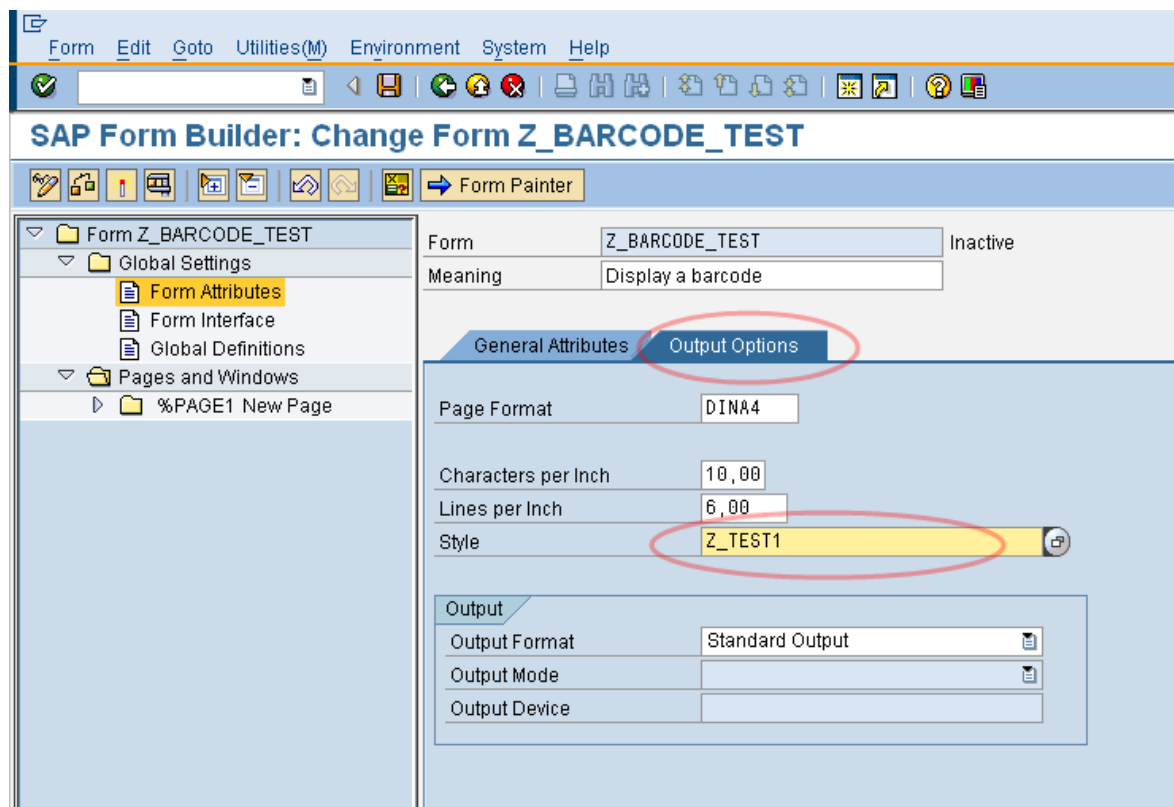 Form Edit Goto Utilities(M) Environment System Help
SAP Form Builder: Change Form Z_BARCODE_TEST
Form Painter
Form Z_BARCODE_TEST
Global Settings
Form Attributes
Form Interface
Global Definitions
Pages and Windows
%PAGE1 New Page
Form Z_BARCODE_TEST Inactive
Meaning Display a barcode
General Attributes Output Options
Page Format DINA4
Characters per Inch 10,00
Lines per Inch 6,00
Style Z_TEST1
Output
Output Format Standard Output
Output Mode
Output Device